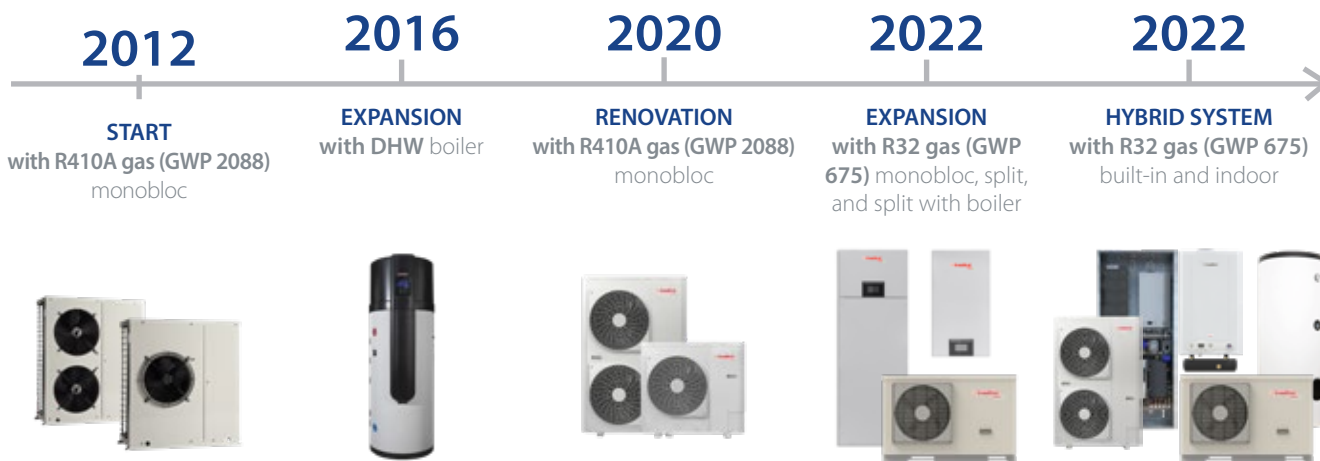 2012
START
with R410A gas (GWP 2088)
monobloc
2016
EXPANSION
with DHW boiler
2020
RENOVATION
with R410A gas (GWP 2088)
monobloc
2022
EXPANSION
with R32 gas (GWP
675) monobloc, split,
and split with boiler
2022
HYBRID SYSTEM
with R32 gas (GWP 675)
built-in and indoor